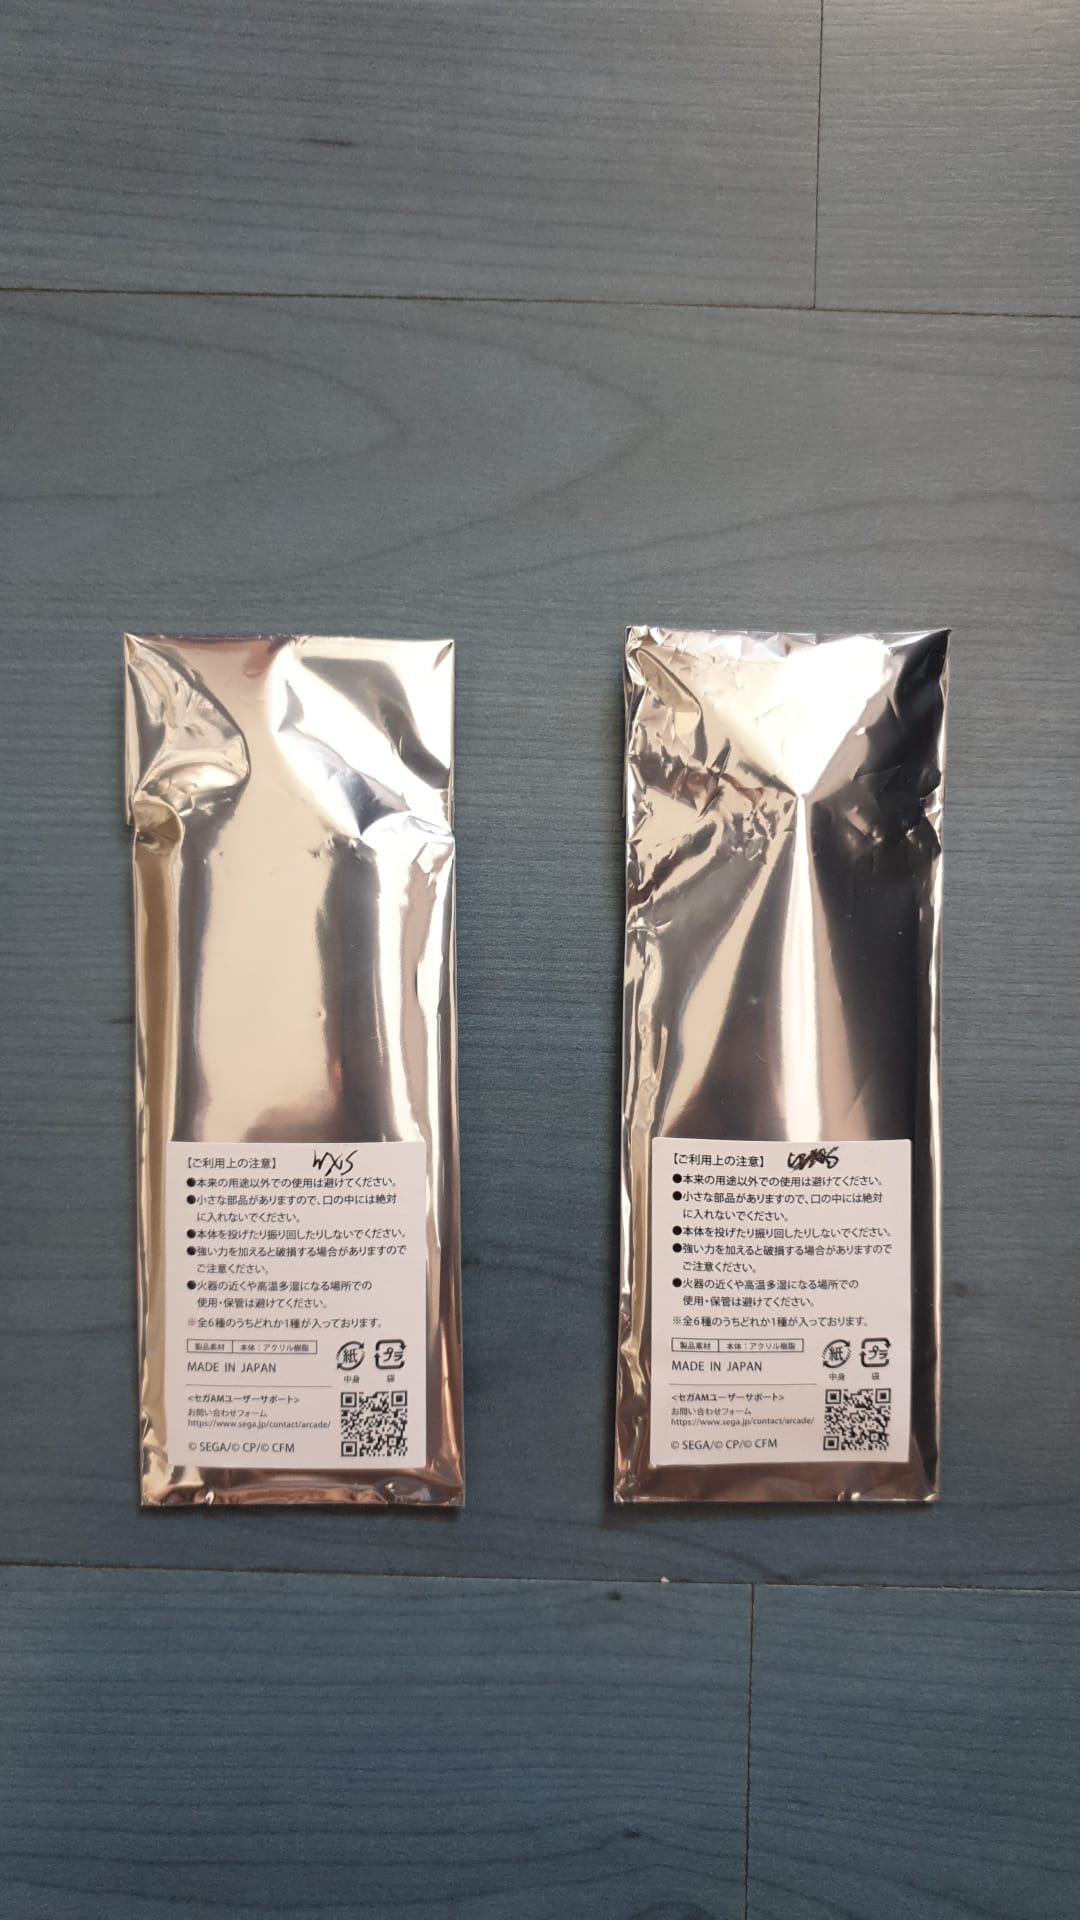 【ご利用上の注意】
●本来の用途以外での使用は避けてください。
●小さな部品がありますので、口の中には絶対
に入れないでください。
●本体を投げたり振り回したりしないでください。
●強い力を加えると破損する場合がありますので
ご注意ください。
●火器の近くや高温多湿になる場所での
使用・保管は避けてください。
※全6種のうちどれか1種が入っております。
製品素材 本体：アクリル樹脂
MADE IN JAPAN
紙 プラ
中身 袋
<セガAMユーザーサポート>
お問い合わせフォーム
https://www.sega.jp/contact/arcade/
© SEGA/© CP/© CFM
【ご利用上の注意】
●本来の用途以外での使用は避けてください。
●小さな部品がありますので、口の中には絶対
に入れないでください。
●本体を投げたり振り回したりしないでください。
●強い力を加えると破損する場合がありますので
ご注意ください。
●火器の近くや高温多湿になる場所での
使用・保管は避けてください。
※全6種のうちどれか1種が入っております。
製品素材 本体：アクリル樹脂
MADE IN JAPAN
紙 プラ
中身 袋
<セガAMユーザーサポート>
お問い合わせフォーム
https://www.sega.jp/contact/arcade/
© SEGA/© CP/© CFM